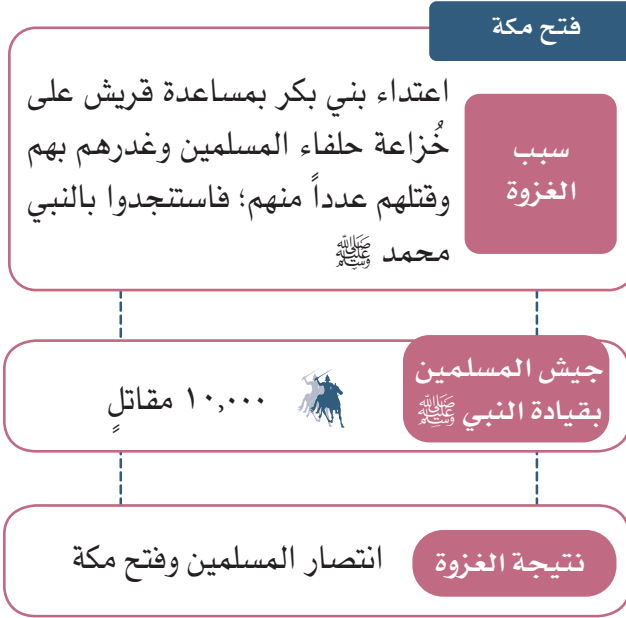 فتح مكة
سبب
الغزوة
اعتداء بني بكر بمساعدة قريش على
خُزاعة حلفاء المسلمين وغدرهم بهم
وقتلهم عدداً منهم؛ فاستنجدوا بالنبي
محمد ﷺ
جيش المسلمين
بقيادة النبي ﷺ
١٠,٠٠٠ مقاتلٍ
نتيجة الغزوة
انتصار المسلمين وفتح مكة